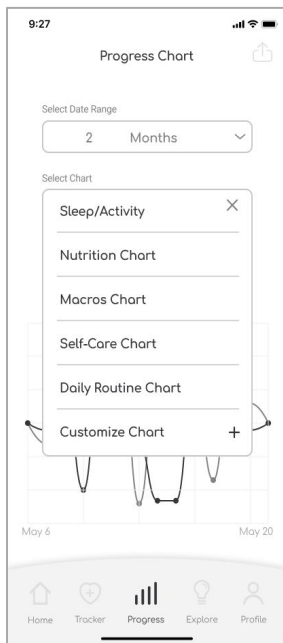 9:27
Progress Chart
Select Date Range
2 Months
Select Chart
Sleep/Activity
Nutrition Chart
Macros Chart
Self-Care Chart
Daily Routine Chart
Customize Chart +
May 6 May 20
Home Tracker Progress Explore Profile